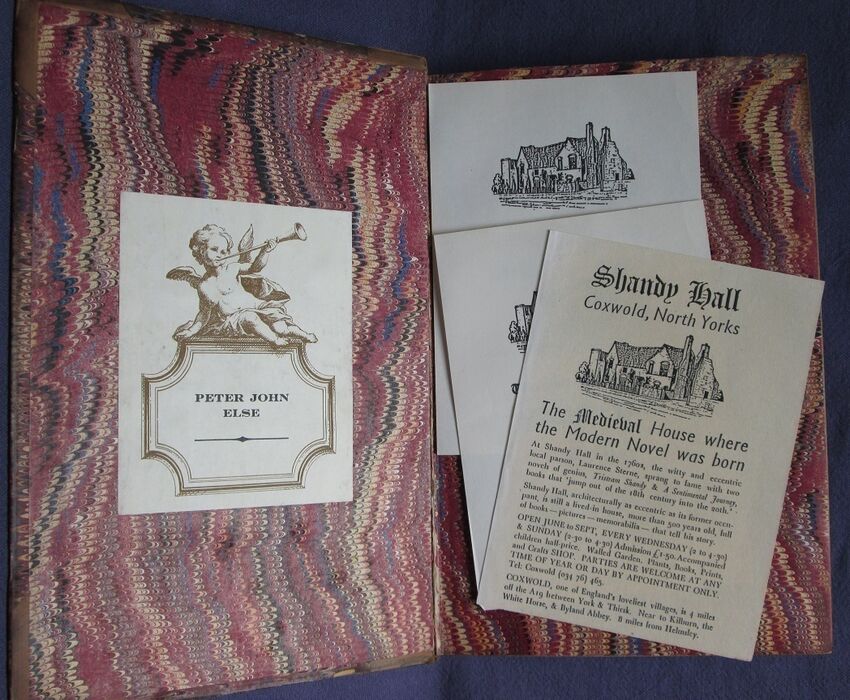 PETER JOHN
ELSE
Shandy Hall
Coxwold, North Yorks
The Medieval House where
the Modern Novel was born
At Shandy Hall in the 1760s, the witty and eccentric
local parson, Laurence Sterne, sprang to fame with two
novels of genius, Tristram Shandy & A Sentimental Journey,
books that 'jump out of the 18th century into the 20th.'
Shandy Hall, architecturally as eccentric as its former occu-
pant, is still a lived-in house, more than 500 years old, full
of books — pictures — memorabilia — that tell his story.
OPEN JUNE to SEPT, EVERY WEDNESDAY (2 to 4-30)
& SUNDAY (2-30 to 4-30) Admission £1·50. Accompanied
children half-price. Walled Garden. Plants, Books, Prints,
and Crafts SHOP. PARTIES ARE WELCOME AT ANY
TIME OF YEAR OR DAY BY APPOINTMENT ONLY.
Tel: Coxwold (034 76) 465.
COXWOLD, one of England's loveliest villages, is 4 miles
off the A19 between York & Thirsk. Near to Kilburn, the
White Horse, & Byland Abbey. 8 miles from Helmsley.